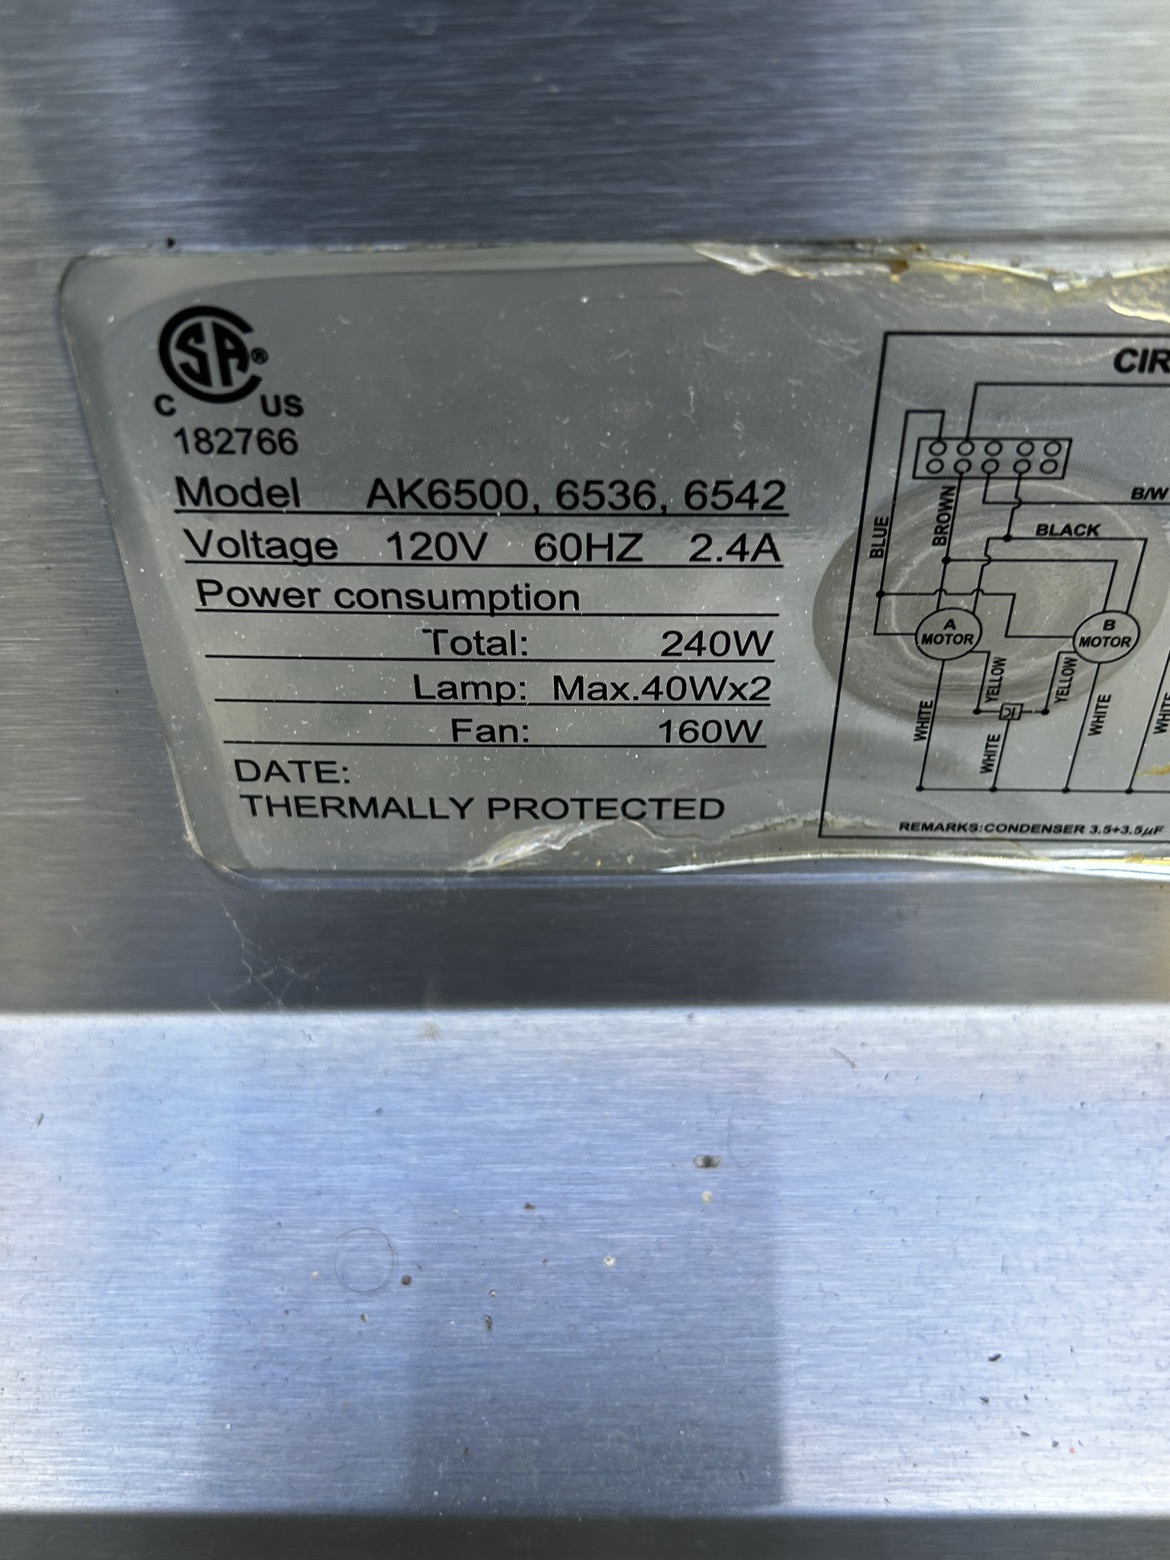 CSA®
C US
182766
Model AK6500, 6536, 6542
Voltage 120V 60HZ 2.4A
Power consumption
Total: 240W
Lamp: Max.40Wx2
Fan: 160W
DATE:
THERMALLY PROTECTED
CIR
BLUE
BROWN
B/W
BLACK
A
MOTOR
B
MOTOR
YELLOW
YELLOW
WHITE
WHITE
WHITE
WHITE
REMARKS:CONDENSER 3.5+3.5µF